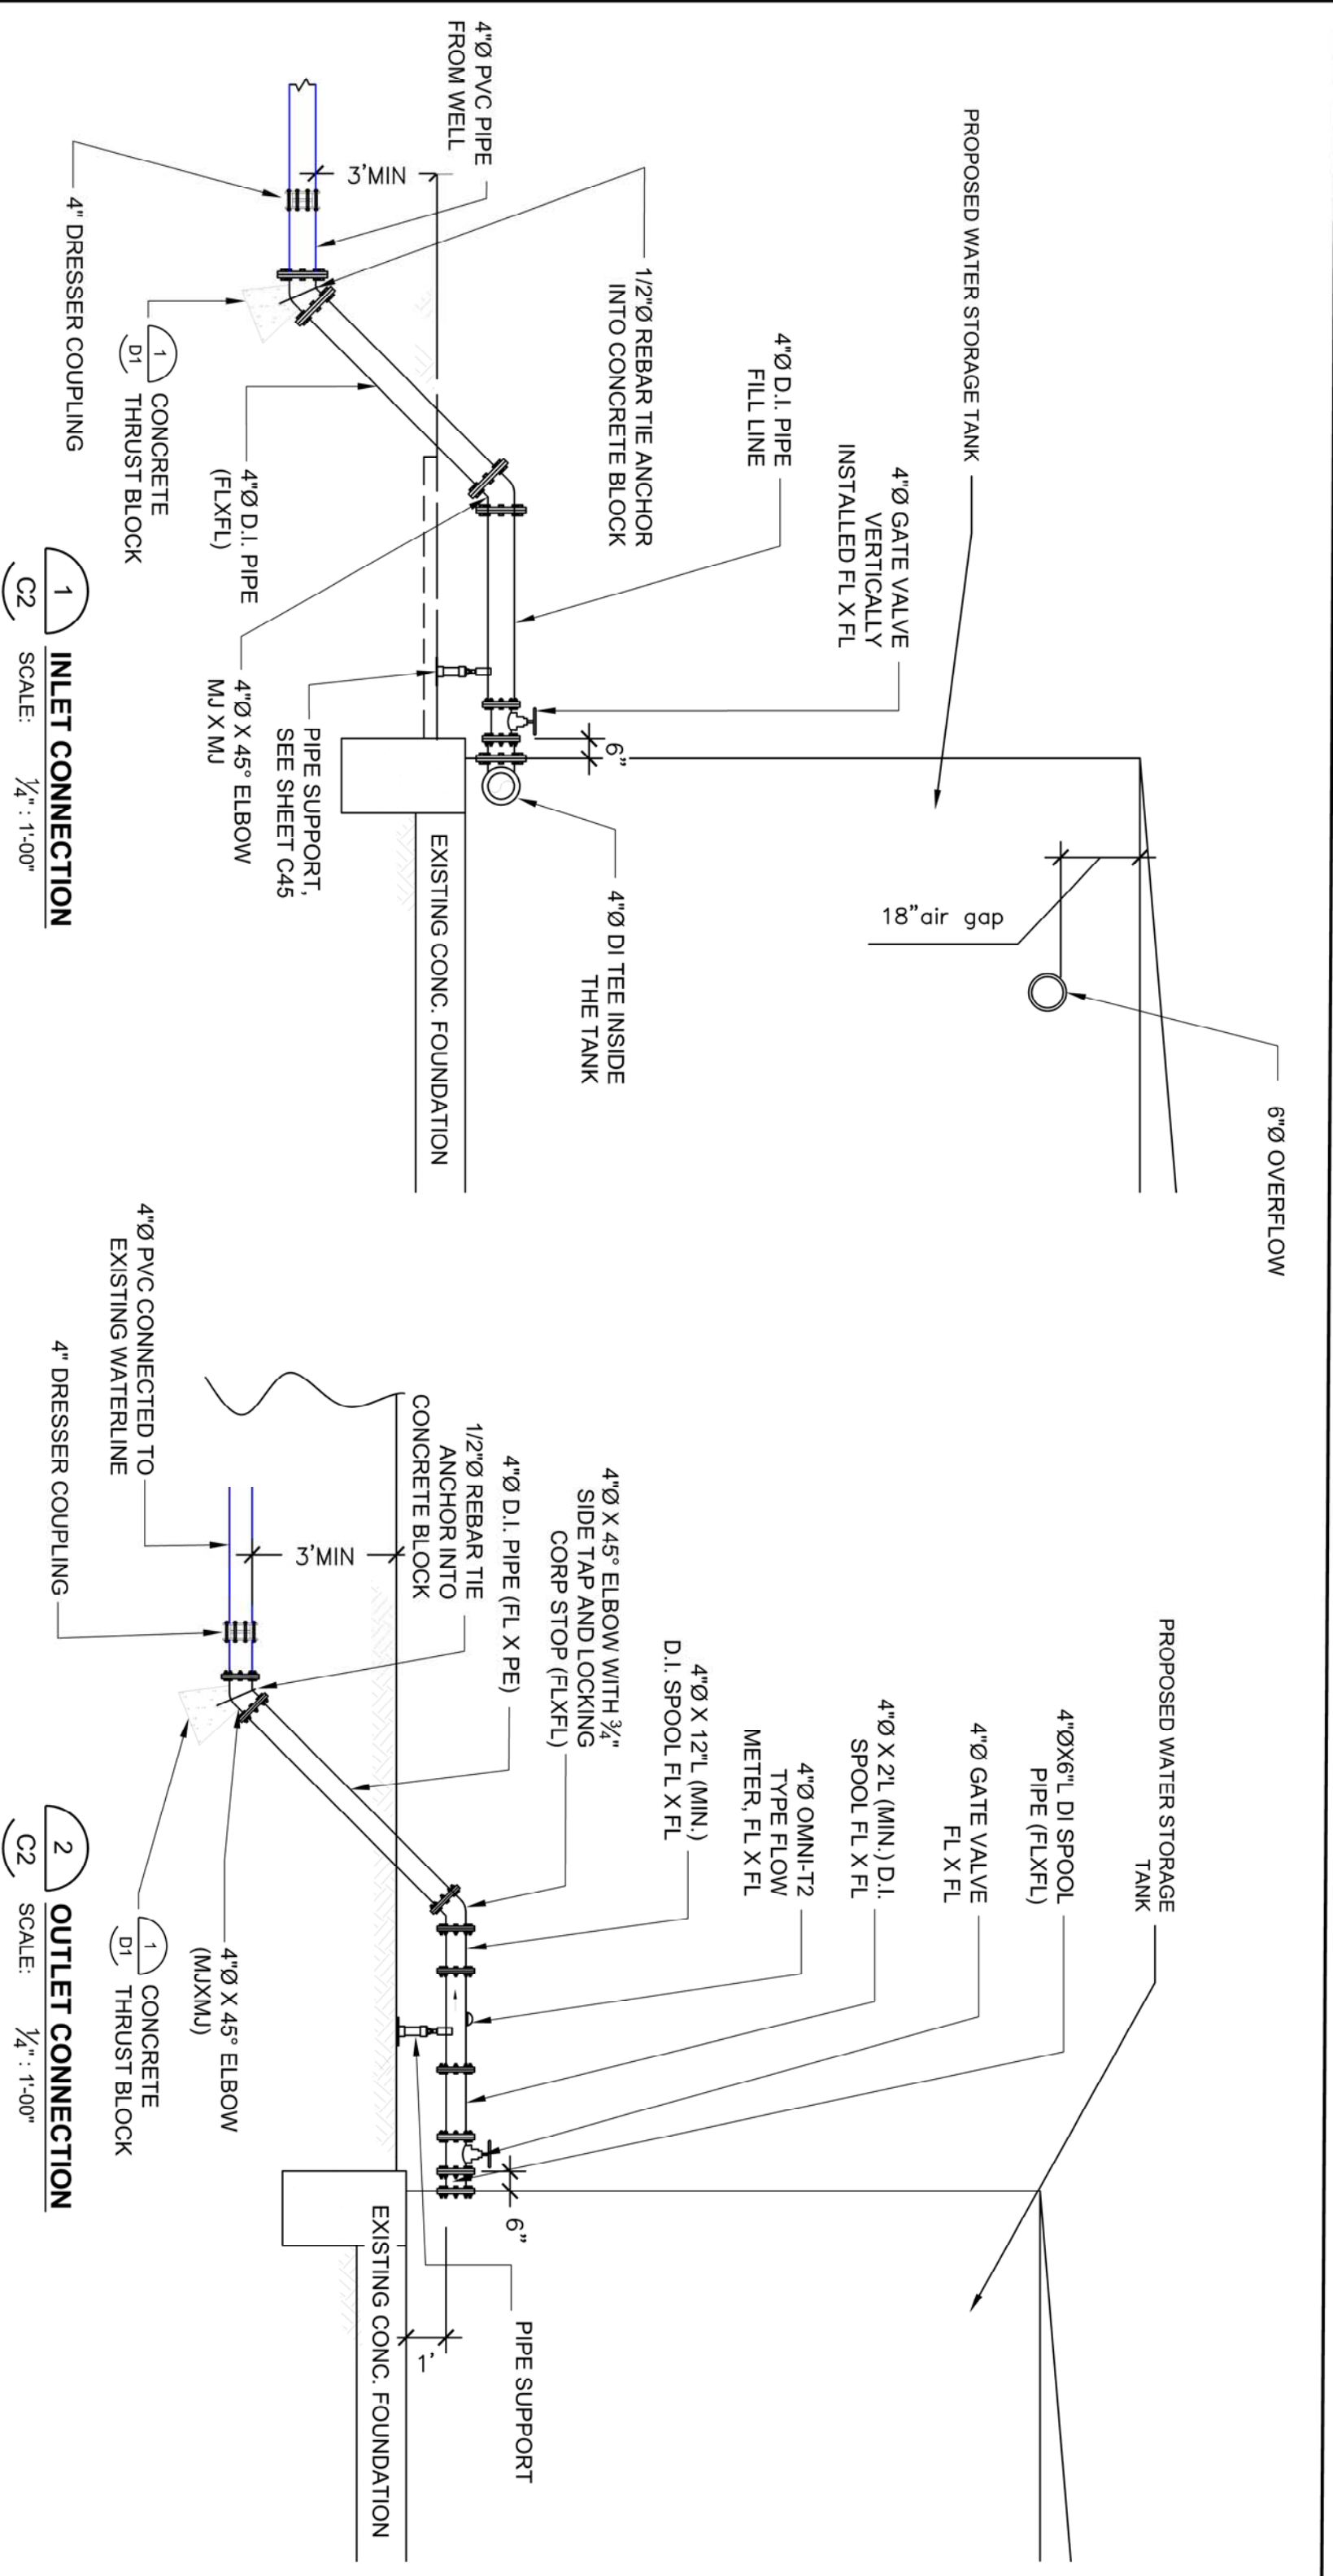 PROPOSED WATER STORAGE TANK
6"Ø OVERFLOW
18" air gap
4"Ø GATE VALVE
VERTICALLY
INSTALLED FL X FL
4"Ø D.I. PIPE
FILL LINE
1/2"Ø REBAR TIE ANCHOR
INTO CONCRETE BLOCK
4"Ø PVC PIPE
FROM WELL
3'MIN
6"
4"Ø DI TEE INSIDE
THE TANK
EXISTING CONC. FOUNDATION
PIPE SUPPORT,
SEE SHEET C45
4"Ø X 45° ELBOW
MJ X MJ
4"Ø D.I. PIPE
(FLXFL)
1
D1
CONCRETE
THRUST BLOCK
4" DRESSER COUPLING
1
C2
INLET CONNECTION
SCALE: 1/4" : 1'-00"
PROPOSED WATER STORAGE
TANK
4"ØX6"L DI SPOOL
PIPE (FLXFL)
4"Ø GATE VALVE
FL X FL
4"Ø X 2'L (MIN.) D.I.
SPOOL FL X FL
4"Ø OMNI-T2
TYPE FLOW
METER, FL X FL
4"Ø X 12"L (MIN.)
D.I. SPOOL FL X FL
4"Ø X 45° ELBOW WITH 3/4"
SIDE TAP AND LOCKING
CORP STOP (FLXFL)
4"Ø D.I. PIPE (FL X PE)
1/2"Ø REBAR TIE
ANCHOR INTO
CONCRETE BLOCK
3'MIN
6"
PIPE SUPPORT
1'
EXISTING CONC. FOUNDATION
4"Ø PVC CONNECTED TO
EXISTING WATERLINE
4" DRESSER COUPLING
4"Ø X 45° ELBOW
(MJXMJ)
1
D1
CONCRETE
THRUST BLOCK
2
C2
OUTLET CONNECTION
SCALE: 1/4" : 1'-00"